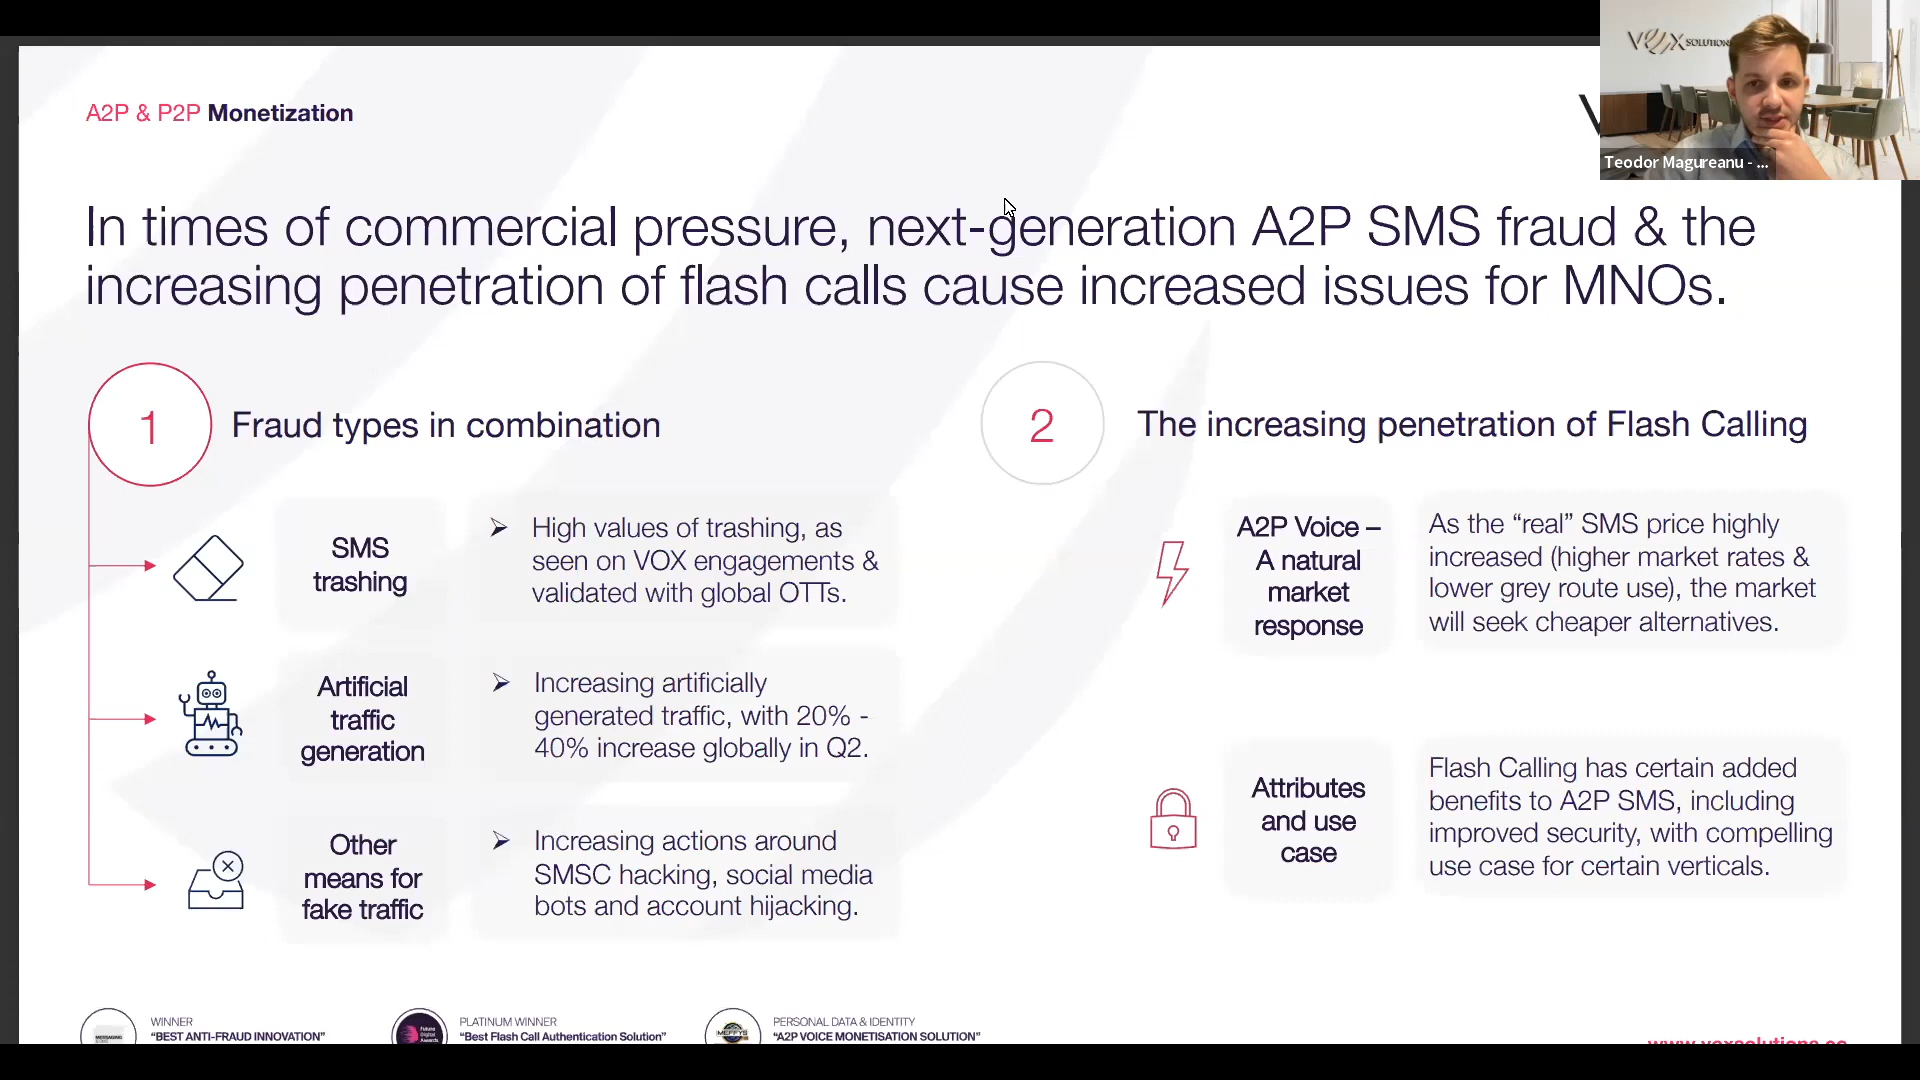 A2P & P2P Monetization
VOX SOLUTIONS
Teodor Magureanu - ...
In times of commercial pressure, next-generation A2P SMS fraud & the
increasing penetration of flash calls cause increased issues for MNOs.
1
Fraud types in combination
SMS
trashing
➢ High values of trashing, as
seen on VOX engagements &
validated with global OTTs.
Artificial
traffic
generation
➢ Increasing artificially
generated traffic, with 20% -
40% increase globally in Q2.
Other
means for
fake traffic
➢ Increasing actions around
SMSC hacking, social media
bots and account hijacking.
2
The increasing penetration of Flash Calling
A2P Voice –
A natural
market
response
As the “real” SMS price highly
increased (higher market rates &
lower grey route use), the market
will seek cheaper alternatives.
Attributes
and use
case
Flash Calling has certain added
benefits to A2P SMS, including
improved security, with compelling
use case for certain verticals.
WINNER
“BEST ANTI-FRAUD INNOVATION”
Future
Digital
Awards
PLATINUM WINNER
“Best Flash Call Authentication Solution”
MEFFYS
PERSONAL DATA & IDENTITY
“A2P VOICE MONETISATION SOLUTION”